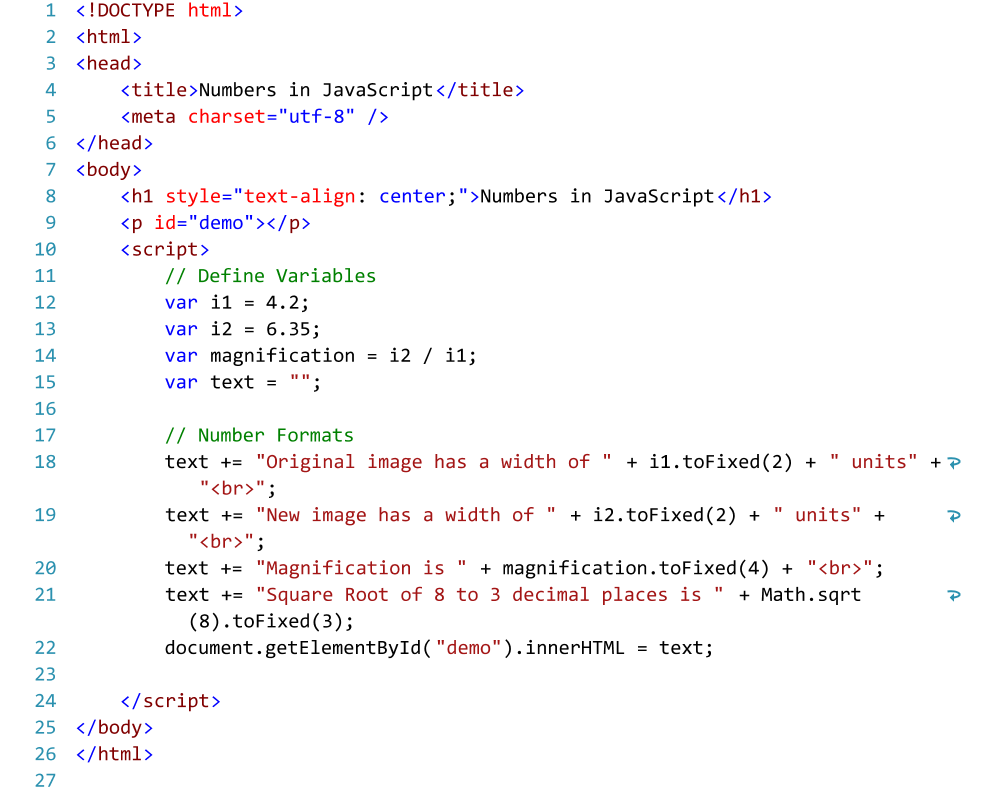 1 <!DOCTYPE html>
2 <html>
3 <head>
4     <title>Numbers in JavaScript</title>
5     <meta charset="utf-8" />
6 </head>
7 <body>
8     <h1 style="text-align: center;">Numbers in JavaScript</h1>
9     <p id="demo"></p>
10     <script>
11         // Define Variables
12         var i1 = 4.2;
13         var i2 = 6.35;
14         var magnification = i2 / i1;
15         var text = "";
16
17         // Number Formats
18         text += "Original image has a width of " + i1.toFixed(2) + " units" +
            "<br>";
19         text += "New image has a width of " + i2.toFixed(2) + " units" +
           "<br>";
20         text += "Magnification is " + magnification.toFixed(4) + "<br>";
21         text += "Square Root of 8 to 3 decimal places is " + Math.sqrt
           (8).toFixed(3);
22         document.getElementById("demo").innerHTML = text;
23
24     </script>
25 </body>
26 </html>
27